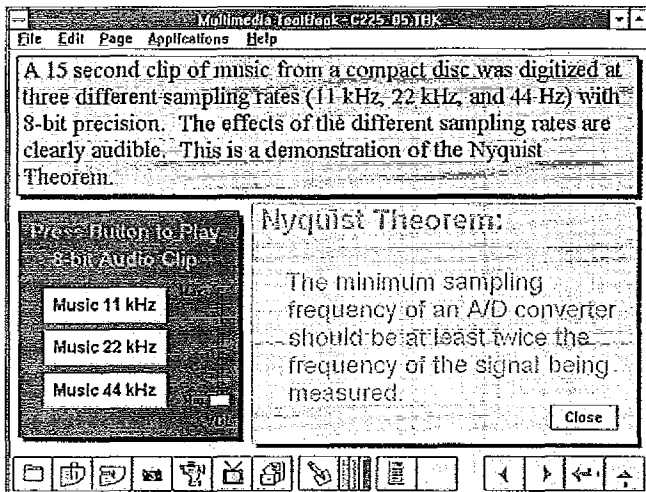 Multimedia ToolBook - C225_05.TBK
File Edit Page Applications Help
A 15 second clip of music from a compact disc was digitized at
three different sampling rates (11 kHz, 22 kHz, and 44 Hz) with
8-bit precision. The effects of the different sampling rates are
clearly audible. This is a demonstration of the Nyquist
Theorem.
Press Button to Play
8-bit Audio Clip
Music 11 kHz
Music 22 kHz
Music 44 kHz
VOL
Nyquist Theorem:
The minimum sampling
frequency of an A/D converter
should be at least twice the
frequency of the signal being
measured.
Close